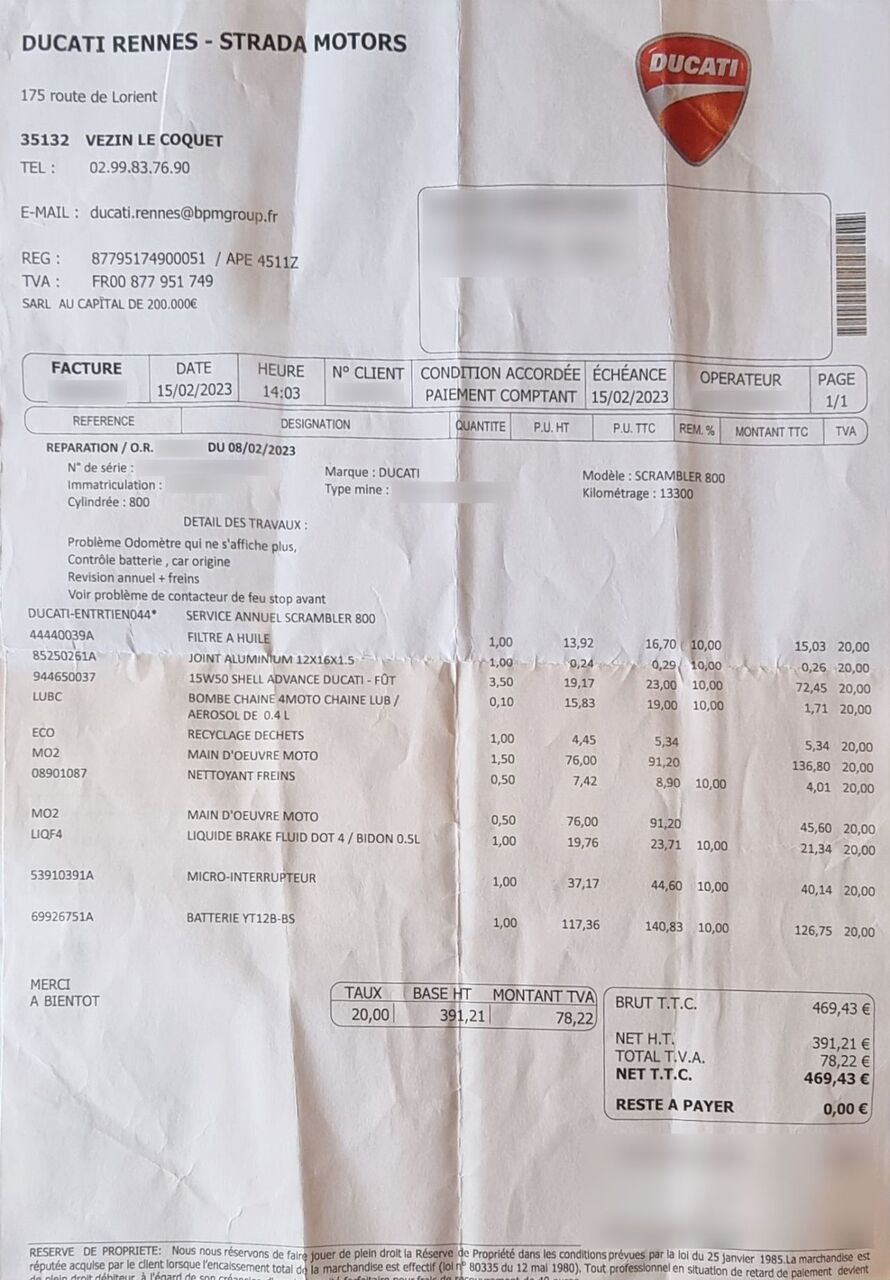 DUCATI RENNES - STRADA MOTORS
DUCATI
175 route de Lorient
35132 VEZIN LE COQUET
TEL : 02.99.83.76.90
E-MAIL : ducati.rennes@bpmgroup.fr
REG : 87795174900051 / APE 4511Z
TVA : FR00 877 951 749
SARL AU CAPITAL DE 200.000€
FACTURE DATE HEURE N° CLIENT CONDITION ACCORDÉE ÉCHÉANCE OPERATEUR PAGE
15/02/2023 14:03 PAIEMENT COMPTANT 15/02/2023 1/1
REFERENCE DESIGNATION QUANTITE P.U. HT P.U. TTC REM. % MONTANT TTC TVA
REPARATION / O.R. DU 08/02/2023
N° de série : Marque : DUCATI Modèle : SCRAMBLER 800
Immatriculation : Type mine : Kilométrage : 13300
Cylindrée : 800
DETAIL DES TRAVAUX :
Problème Odomètre qui ne s'affiche plus,
Contrôle batterie , car origine
Revision annuel + freins
Voir problème de contacteur de feu stop avant
DUCATI-ENTRTIEN044* SERVICE ANNUEL SCRAMBLER 800
44440039A FILTRE A HUILE 1,00 13,92 16,70 10,00 15,03 20,00
85250261A JOINT ALUMINIUM 12X16X1.5 1,00 0,24 0,29 10,00 0,26 20,00
944650037 15W50 SHELL ADVANCE DUCATI - FÛT 3,50 19,17 23,00 10,00 72,45 20,00
LUBC BOMBE CHAINE 4MOTO CHAINE LUB / 0,10 15,83 19,00 10,00 1,71 20,00
AEROSOL DE 0.4 L
ECO RECYCLAGE DECHETS 1,00 4,45 5,34 5,34 20,00
MO2 MAIN D'OEUVRE MOTO 1,50 76,00 91,20 136,80 20,00
08901087 NETTOYANT FREINS 0,50 7,42 8,90 10,00 4,01 20,00
MO2 MAIN D'OEUVRE MOTO 0,50 76,00 91,20 45,60 20,00
LIQF4 LIQUIDE BRAKE FLUID DOT 4 / BIDON 0.5L 1,00 19,76 23,71 10,00 21,34 20,00
53910391A MICRO-INTERRUPTEUR 1,00 37,17 44,60 10,00 40,14 20,00
69926751A BATTERIE YT12B-BS 1,00 117,36 140,83 10,00 126,75 20,00
MERCI
A BIENTOT
TAUX BASE HT MONTANT TVA
20,00 391,21 78,22
BRUT T.T.C. 469,43 €
NET H.T. 391,21 €
TOTAL T.V.A. 78,22 €
NET T.T.C. 469,43 €
RESTE A PAYER 0,00 €
RESERVE DE PROPRIETE: Nous nous réservons de faire jouer de plein droit la Réserve de Propriété dans les conditions prévues par la loi du 25 janvier 1985.La marchandise est
réputée acquise par le client lorsque l'encaissement total de la marchandise est effectif (loi n° 80335 du 12 mai 1980). Tout professionnel en situation de retard de paiement devient